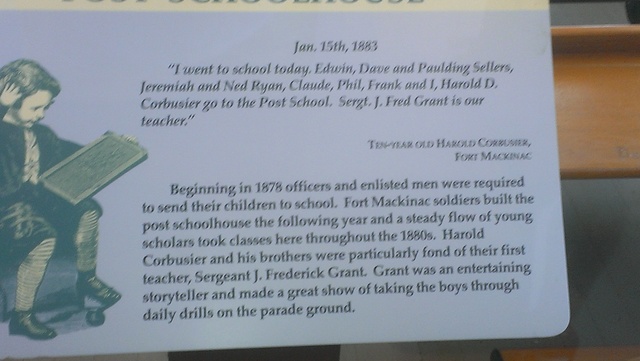 POST SCHOOLHOUSE
Jan. 15th, 1883
"I went to school today. Edwin, Dave and Paulding Sellers,
Jeremiah and Ned Ryan, Claude, Phil, Frank and I, Harold D.
Corbusier go to the Post School. Sergt. J. Fred Grant is our
teacher."
Ten-year old Harold Corbusier,
Fort Mackinac
Beginning in 1878 officers and enlisted men were required
to send their children to school. Fort Mackinac soldiers built the
post schoolhouse the following year and a steady flow of young
scholars took classes here throughout the 1880s. Harold
Corbusier and his brothers were particularly fond of their first
teacher, Sergeant J. Frederick Grant. Grant was an entertaining
storyteller and made a great show of taking the boys through
daily drills on the parade ground.